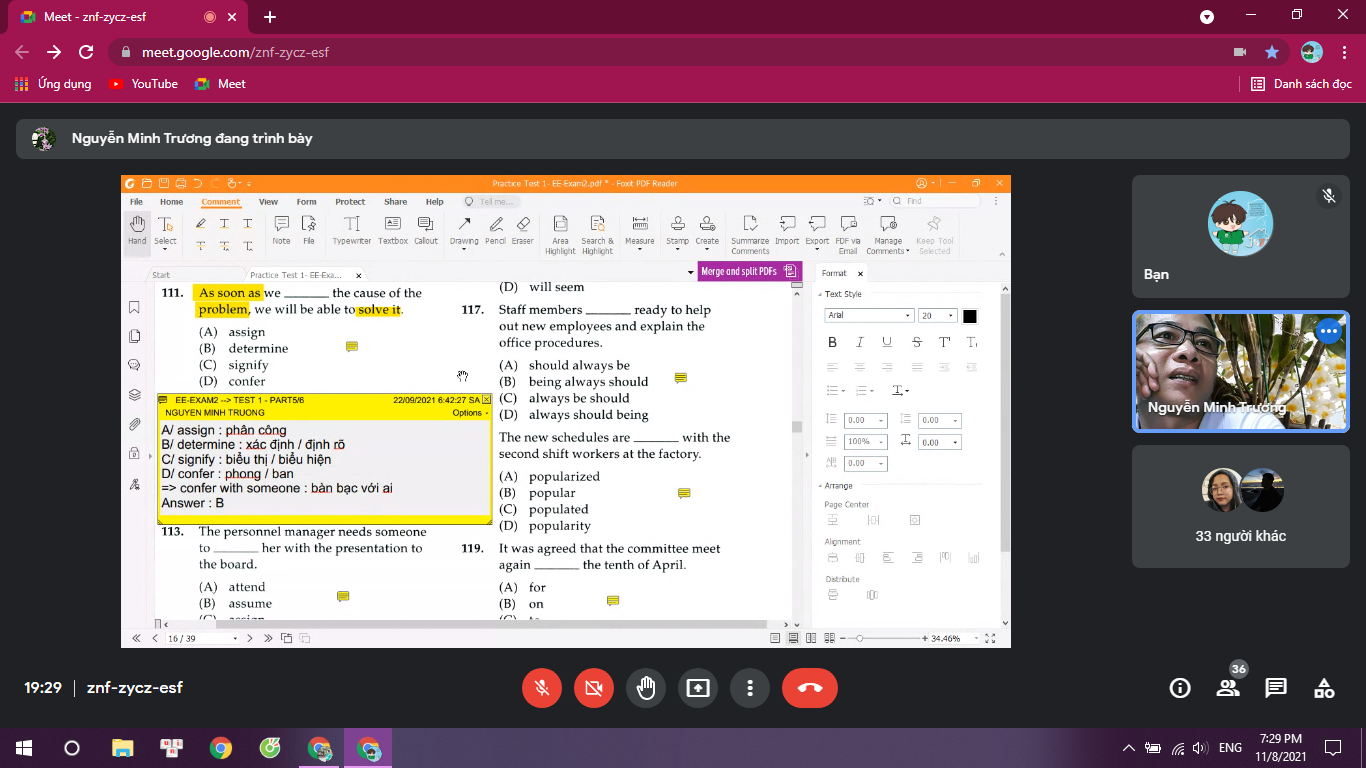 Meet - znf-zycz-esf
meet.google.com/znf-zycz-esf
Ứng dụng
YouTube
Meet
Danh sách đọc
Nguyễn Minh Trương đang trình bày
Practice Test 1- EE-Exam2.pdf * - Foxit PDF Reader
File Home Comment View Form Protect Share Help Tell me... Find
Hand Select Note File Typewriter Textbox Callout Drawing Pencil Eraser Area Highlight Search & Highlight Measure Stamp Create Summarize Comments Import Export FDF via Email Manage Comments Keep Tool Selected
Start
Practice Test 1- EE-Exa...
Merge and split PDFs
111. As soon as we _______ the cause of the
problem, we will be able to solve it.
(A) assign
(B) determine
(C) signify
(D) confer
EE-EXAM2 --> TEST 1 - PART5/6 22/09/2021 6:42:27 SA
NGUYEN MINH TRUONG Options
A/ assign : phân công
B/ determine : xác định / định rõ
C/ signify : biểu thị / biểu hiện
D/ confer : phong / ban
=> confer with someone : bàn bạc với ai
Answer : B
113. The personnel manager needs someone
to _______ her with the presentation to
the board.
(A) attend
(B) assume
(D) will seem
117. Staff members _______ ready to help
out new employees and explain the
office procedures.
(A) should always be
(B) being always should
(C) always be should
(D) always should being
The new schedules are _______ with the
second shift workers at the factory.
(A) popularized
(B) popular
(C) populated
(D) popularity
119. It was agreed that the committee meet
again _______ the tenth of April.
(A) for
(B) on
Format
Text Style
Arial 20
B I U S T T
0.00 0.00
100% 0.00
0.00
Arrange
Page Center
Alignment
Distribute
16 / 39
34.46%
Bạn
Nguyễn Minh Trương
33 người khác
19:29 znf-zycz-esf
36
ENG
7:29 PM
11/8/2021